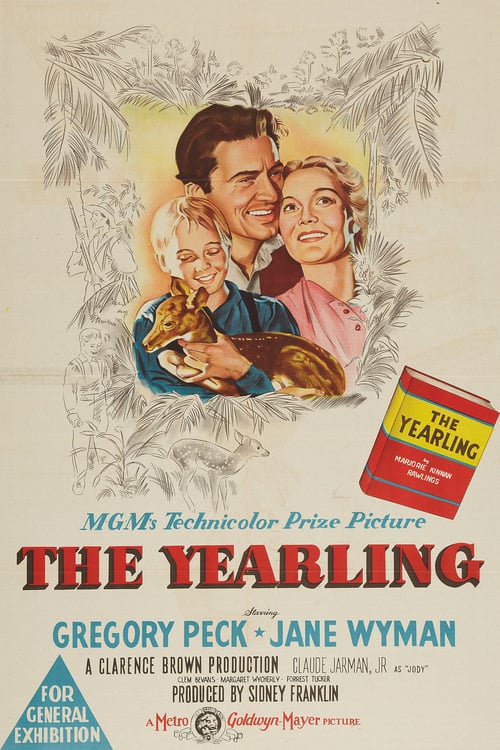 THE
YEARLING
by
MARJORIE KINNAN
RAWLINGS
MGM's Technicolor Prize Picture
THE YEARLING
Starring
GREGORY PECK ★ JANE WYMAN
A CLARENCE BROWN PRODUCTION CLAUDE JARMAN, JR AS "JODY"
CLEM BEVANS · MARGARET WYCHERLY · FORREST TUCKER
PRODUCED BY SIDNEY FRANKLIN
A Metro Goldwyn-Mayer PICTURE
FOR
GENERAL
EXHIBITION